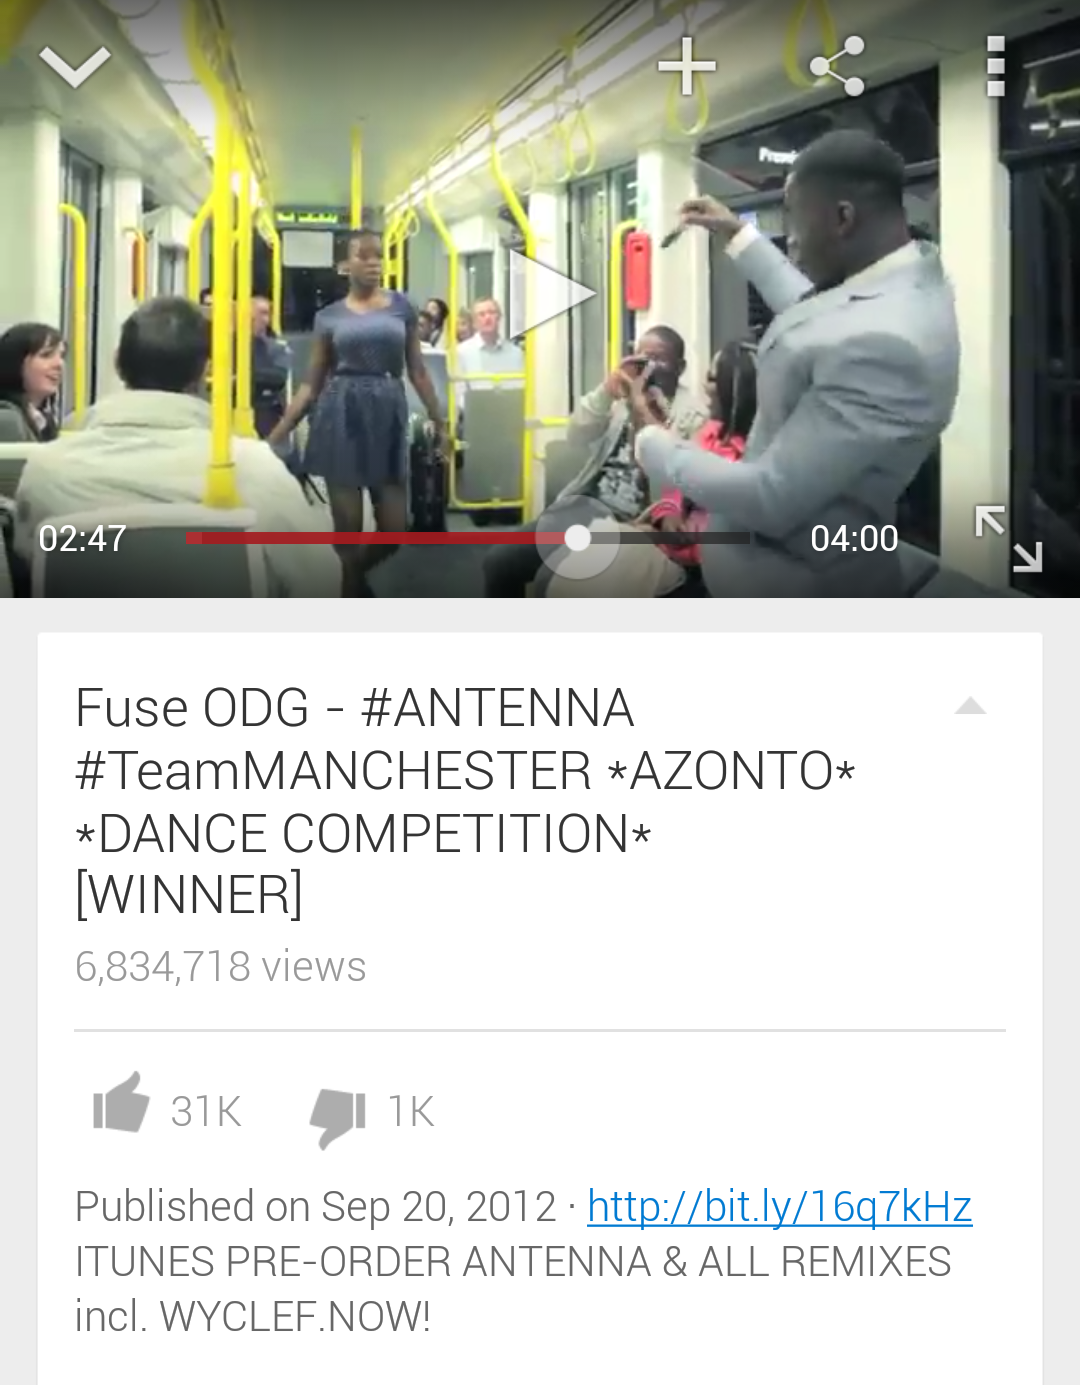 02:47
04:00
Fuse ODG - #ANTENNA
#TeamMANCHESTER *AZONTO*
*DANCE COMPETITION*
[WINNER]
6,834,718 views
31K
1K
Published on Sep 20, 2012 · http://bit.ly/16q7kHz
ITUNES PRE-ORDER ANTENNA & ALL REMIXES
incl. WYCLEF.NOW!